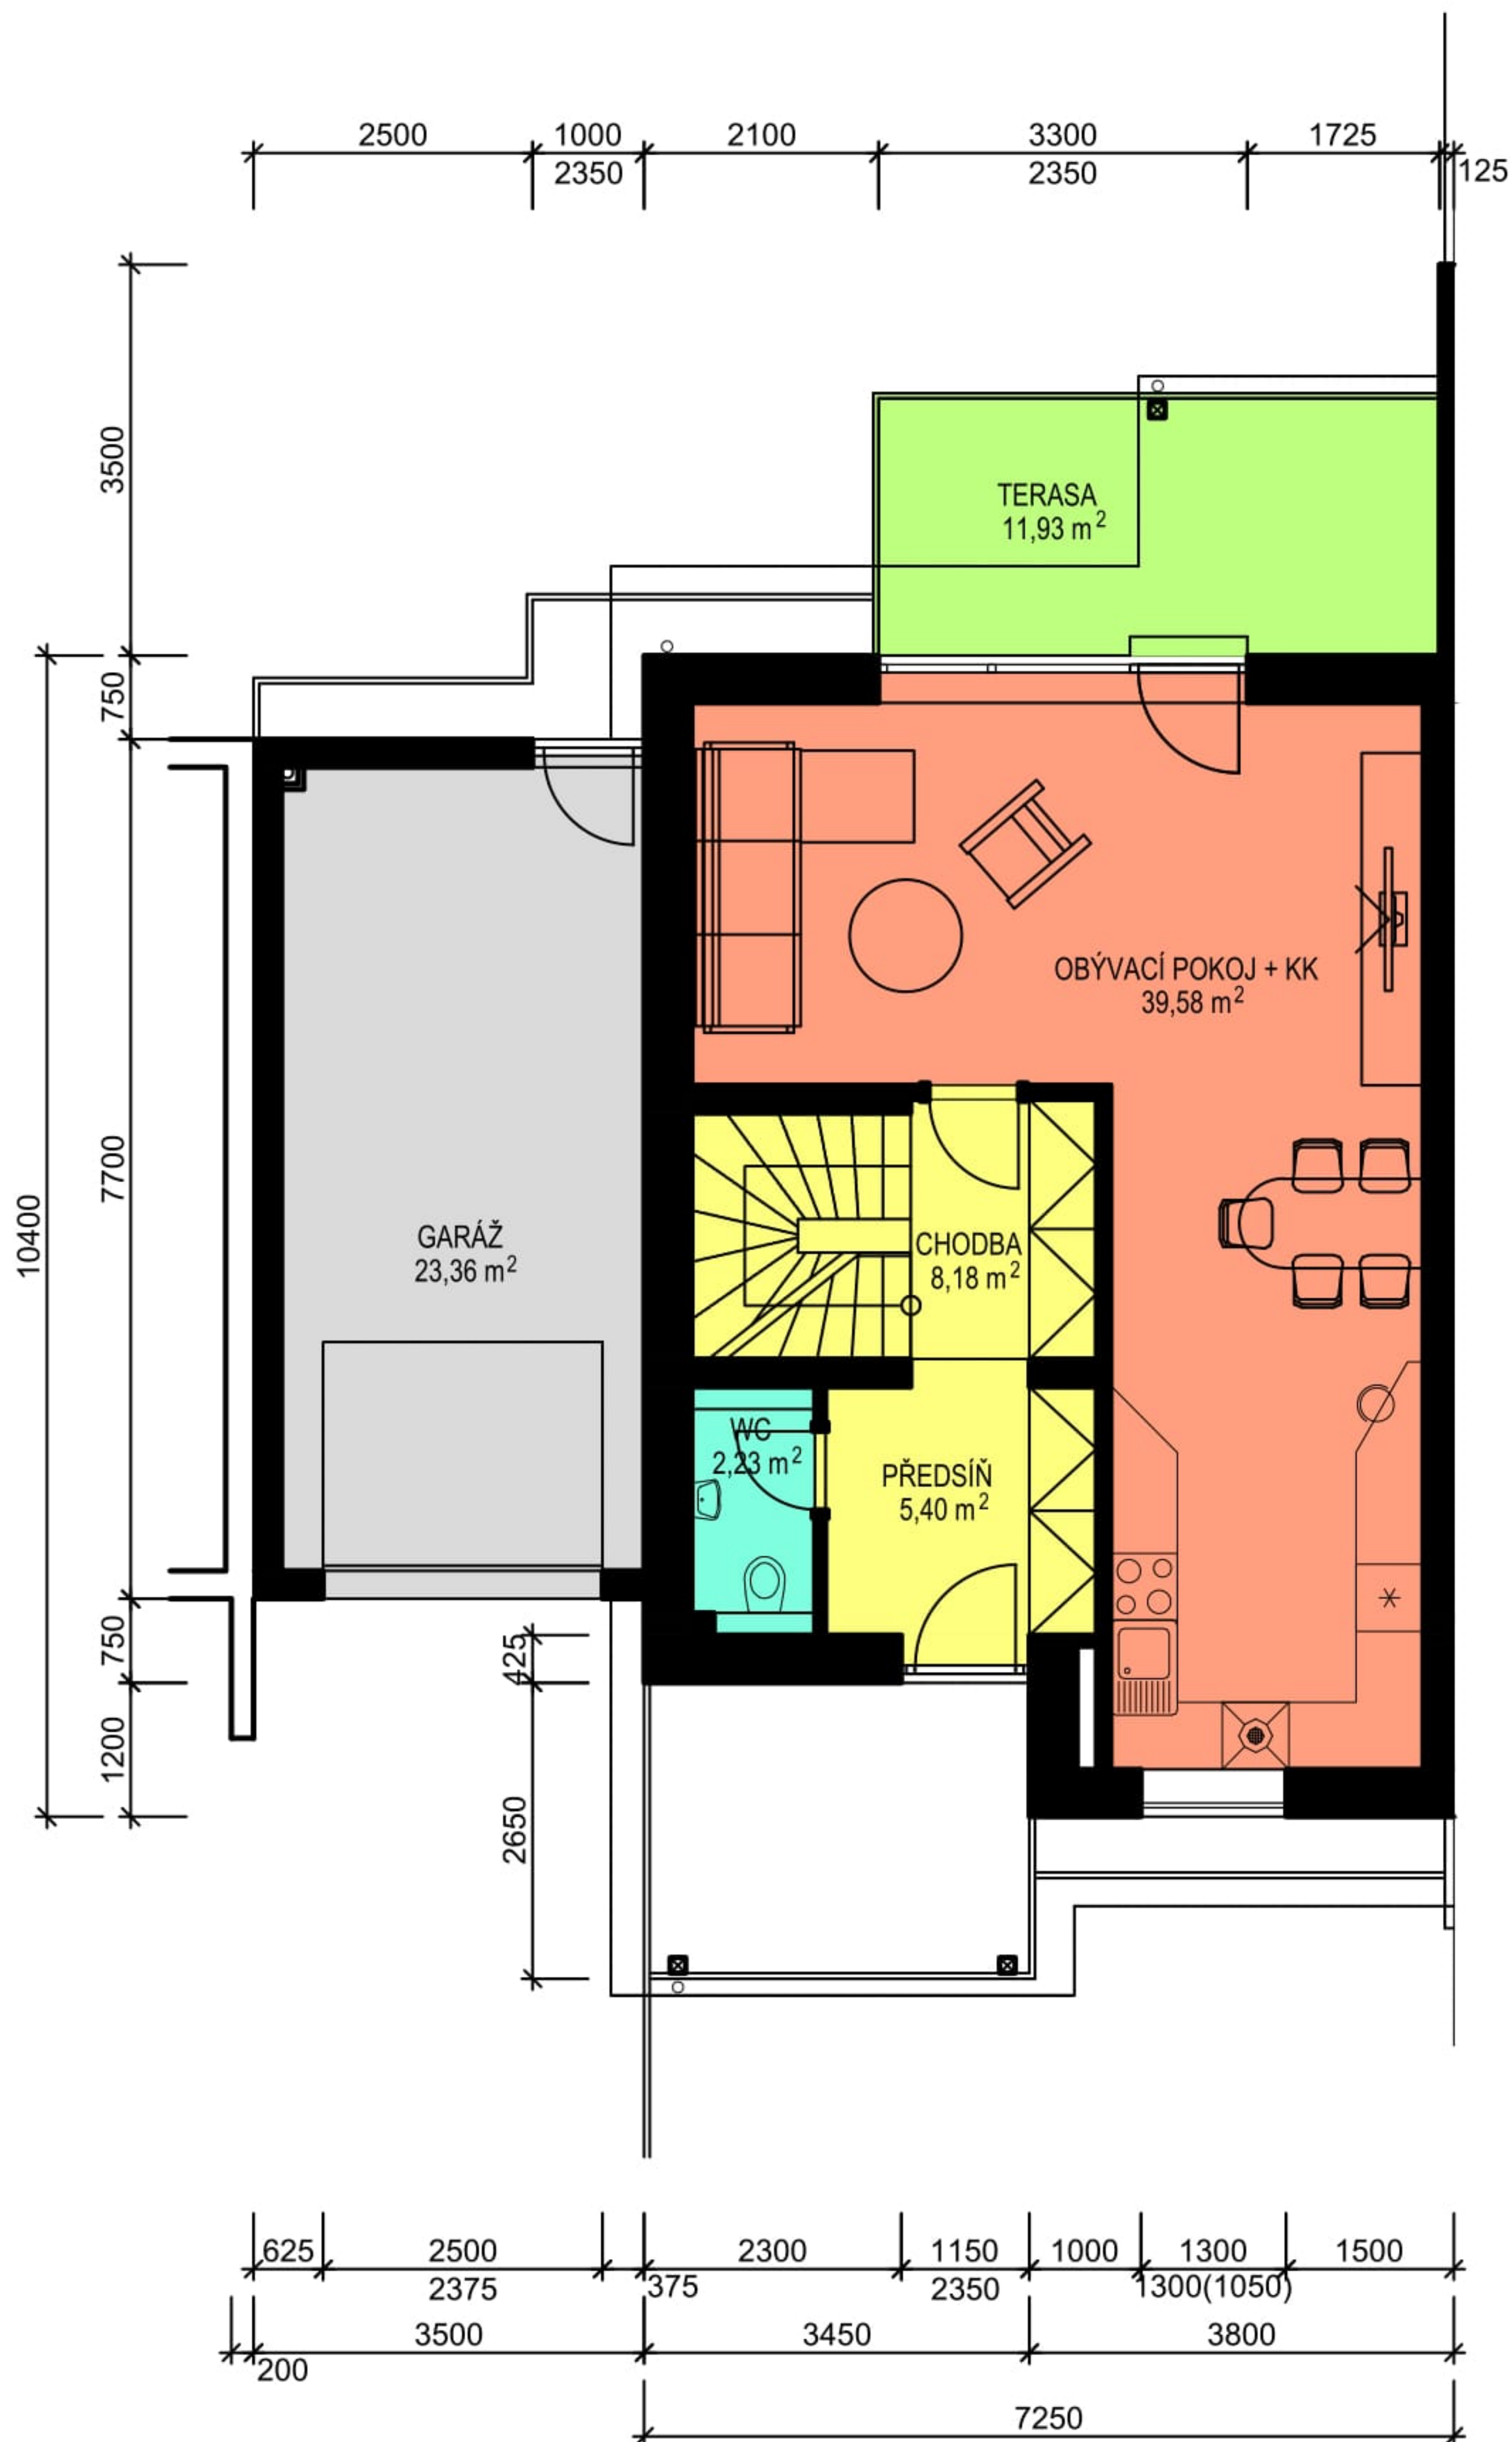 2500 1000 2100 3300 1725
2350 2350 125
3500
TERASA
11,93 m²
750
OBÝVACÍ POKOJ + KK
39,58 m²
7700
10400
GARÁŽ
23,36 m²
CHODBA
8,18 m²
WC
2,23 m²
PŘEDSÍŇ
5,40 m²
750
425
1200
2650
625 2500 2300 1150 1000 1300 1500
2375 375 2350 1300(1050)
3500 3450 3800
200
7250